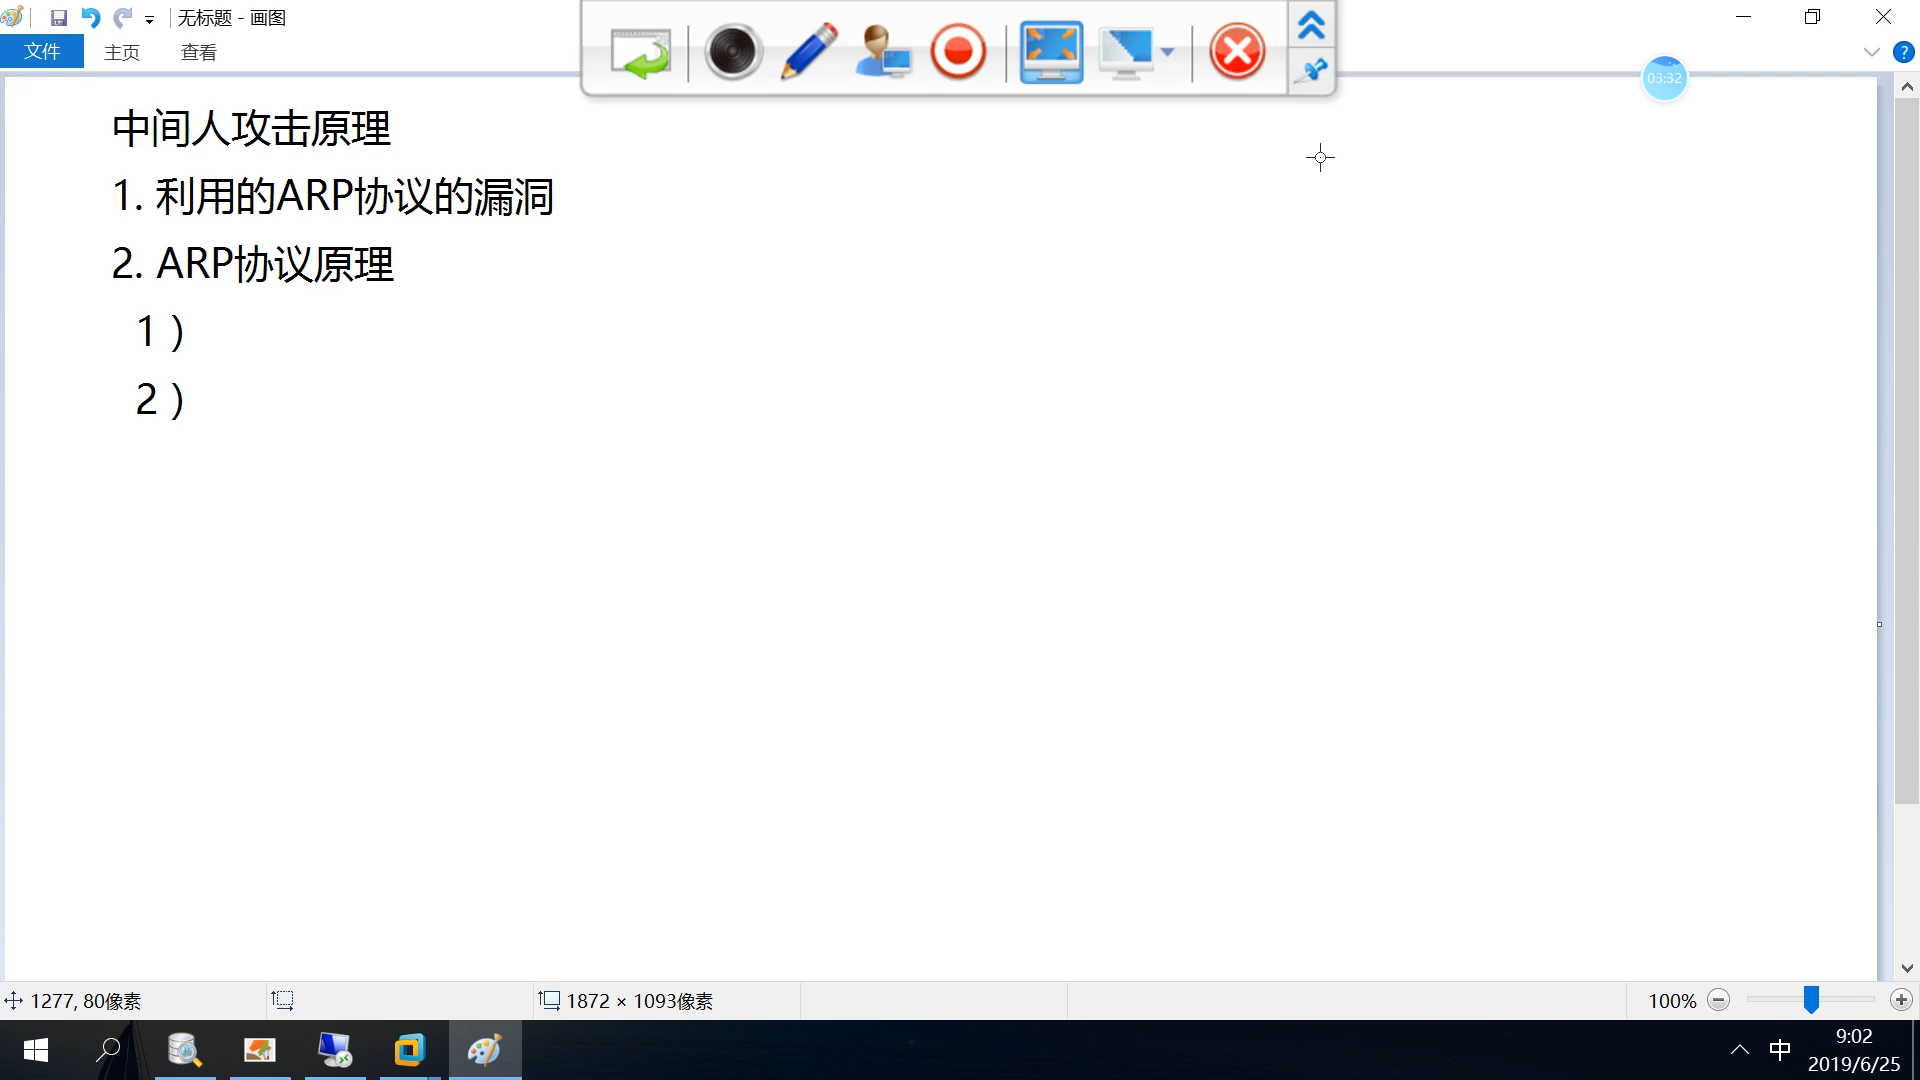 无标题 - 画图
文件 主页 查看
03:32
中间人攻击原理
1. 利用的ARP协议的漏洞
2. ARP协议原理
1）
2）
1277, 80像素 1872 × 1093像素 100%
中 9:02
2019/6/25